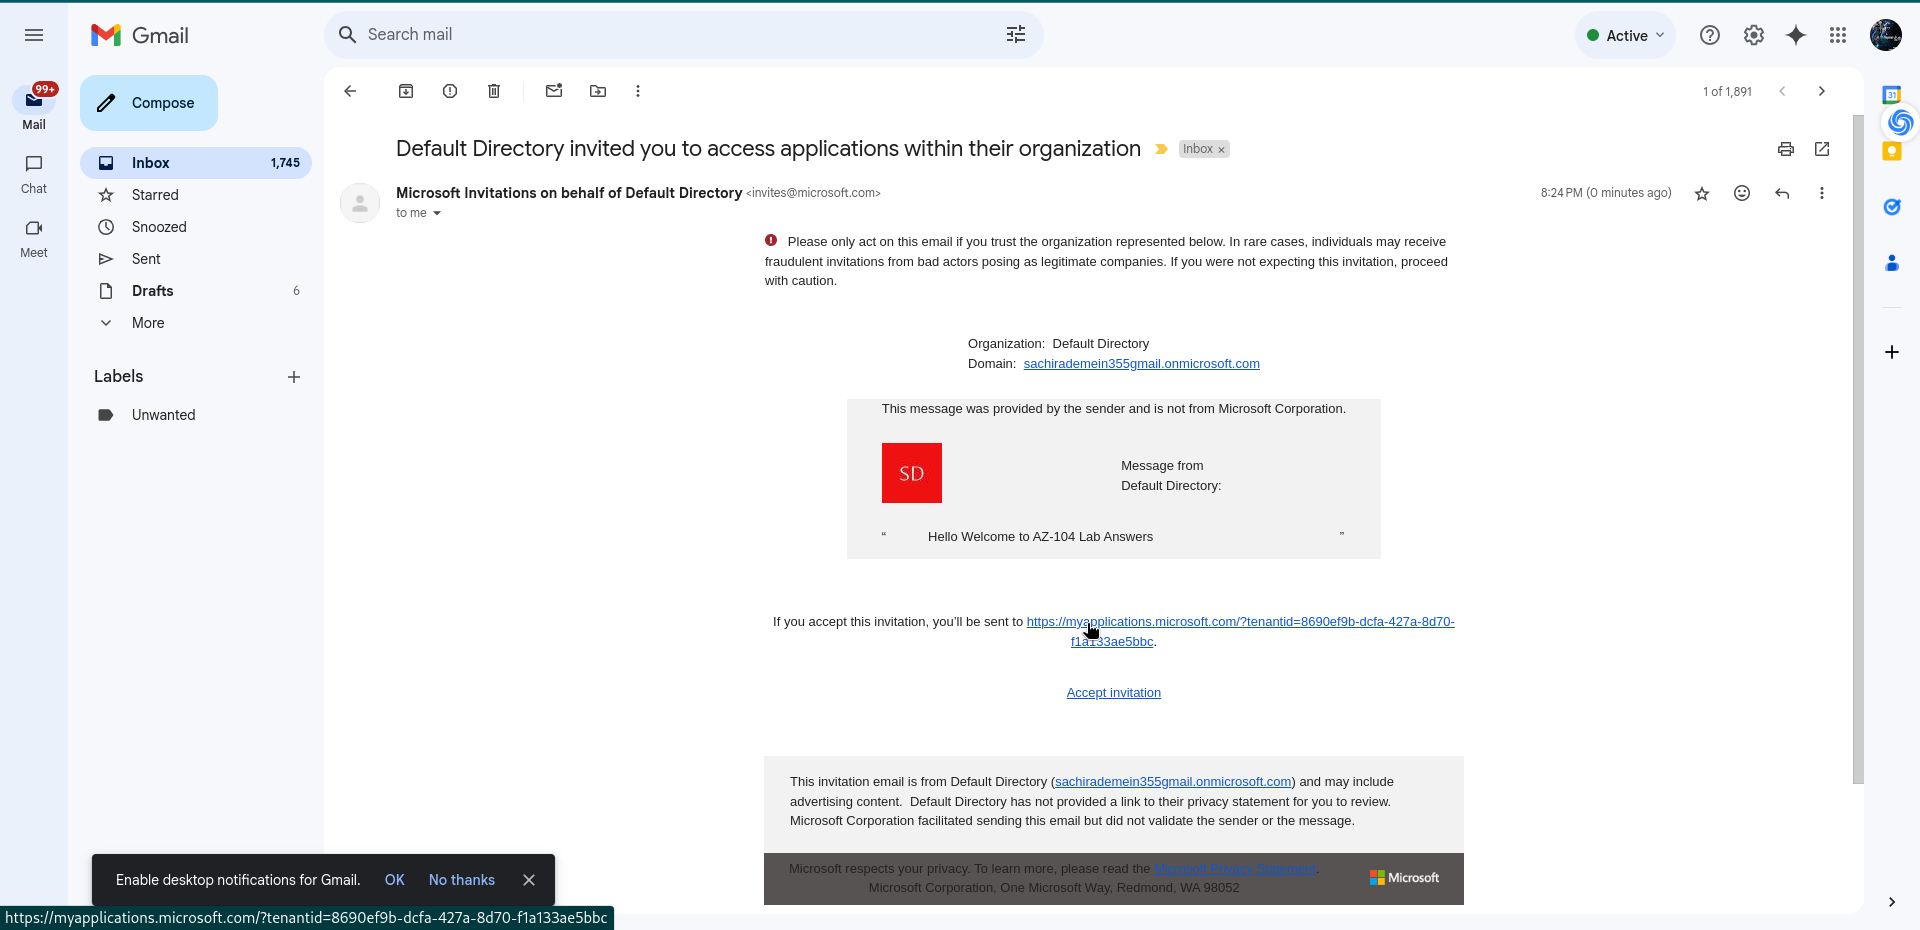 Gmail
Search mail
Active
99+
Mail
Chat
Meet
Compose
Inbox 1,745
Starred
Snoozed
Sent
Drafts 6
More
Labels
Unwanted
1 of 1,891
Default Directory invited you to access applications within their organization
Inbox ×
Microsoft Invitations on behalf of Default Directory <invites@microsoft.com>
8:24 PM (0 minutes ago)
to me
Please only act on this email if you trust the organization represented below. In rare cases, individuals may receive
fraudulent invitations from bad actors posing as legitimate companies. If you were not expecting this invitation, proceed
with caution.
Organization: Default Directory
Domain: sachirademein355gmail.onmicrosoft.com
This message was provided by the sender and is not from Microsoft Corporation.
SD
Message from
Default Directory:
“ Hello Welcome to AZ-104 Lab Answers ”
If you accept this invitation, you’ll be sent to https://myapplications.microsoft.com/?tenantid=8690ef9b-dcfa-427a-8d70-
f1a133ae5bbc.
Accept invitation
This invitation email is from Default Directory (sachirademein355gmail.onmicrosoft.com) and may include
advertising content. Default Directory has not provided a link to their privacy statement for you to review.
Microsoft Corporation facilitated sending this email but did not validate the sender or the message.
Microsoft respects your privacy. To learn more, please read the Microsoft Privacy Statement.
Microsoft Corporation, One Microsoft Way, Redmond, WA 98052
Microsoft
Enable desktop notifications for Gmail. OK No thanks
https://myapplications.microsoft.com/?tenantid=8690ef9b-dcfa-427a-8d70-f1a133ae5bbc
31